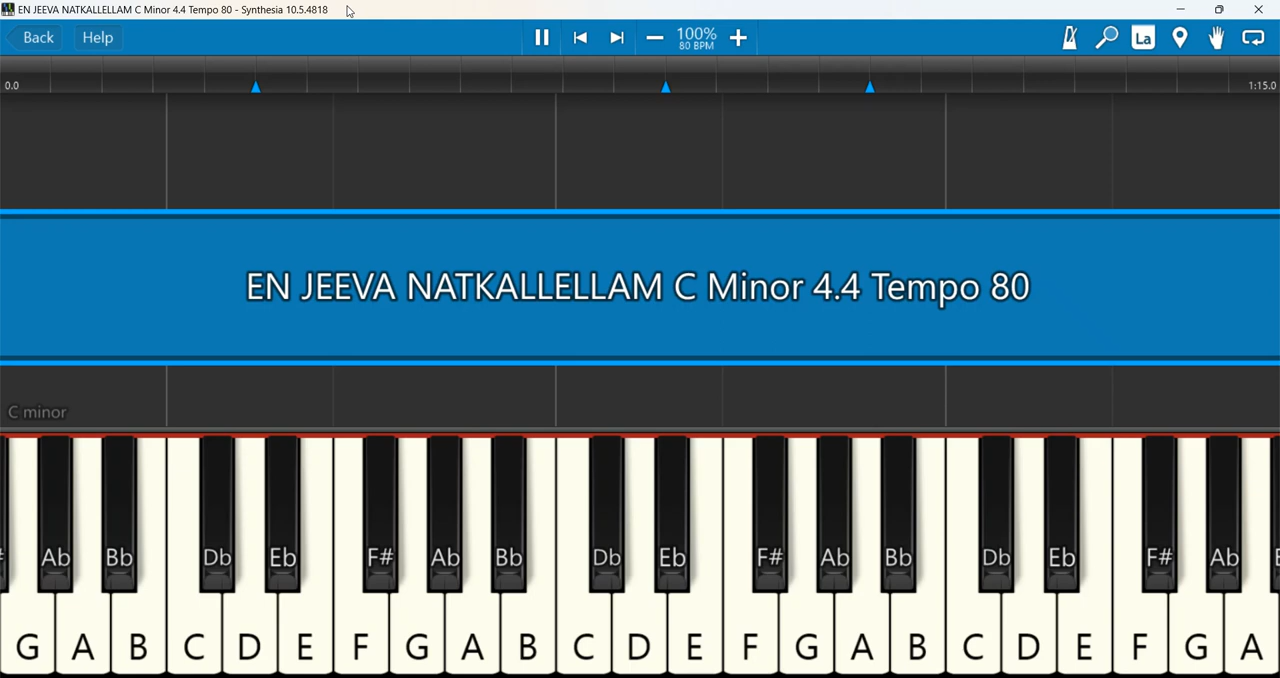 EN JEEVA NATKALLELLAM C Minor 4.4 Tempo 80 - Synthesia 10.5.4818
Back Help 100% 80 BPM La
0.0 1:15.0
EN JEEVA NATKALLELLAM C Minor 4.4 Tempo 80
C minor
Ab Bb Db Eb F# Ab Bb Db Eb F# Ab Bb Db Eb F# Ab
G A B C D E F G A B C D E F G A B C D E F G A